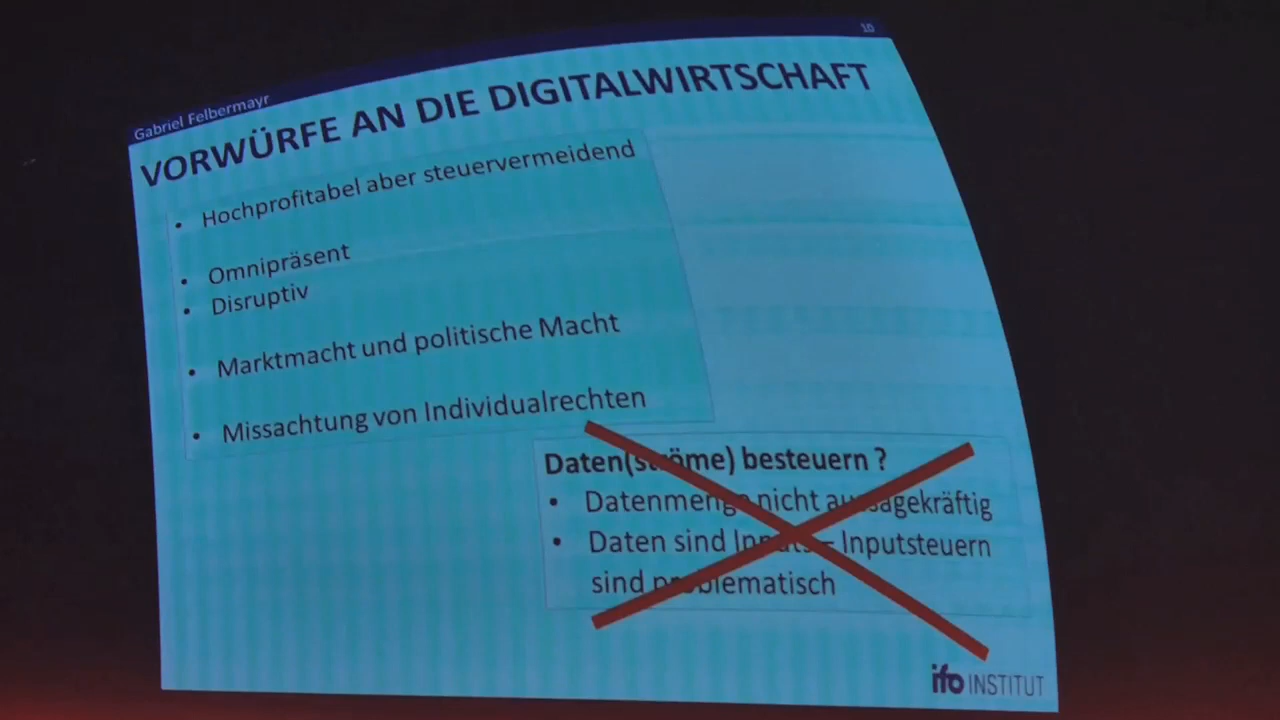 Gabriel Felbermayr
VORWÜRFE AN DIE DIGITALWIRTSCHAFT
• Hochprofitabel aber steuervermeidend
• Omnipräsent
• Disruptiv
• Marktmacht und politische Macht
• Missachtung von Individualrechten
Daten(ströme) besteuern ?
• Datenmenge nicht aussagekräftig
• Daten sind Inputs – Inputsteuern
sind problematisch
ifo INSTITUT